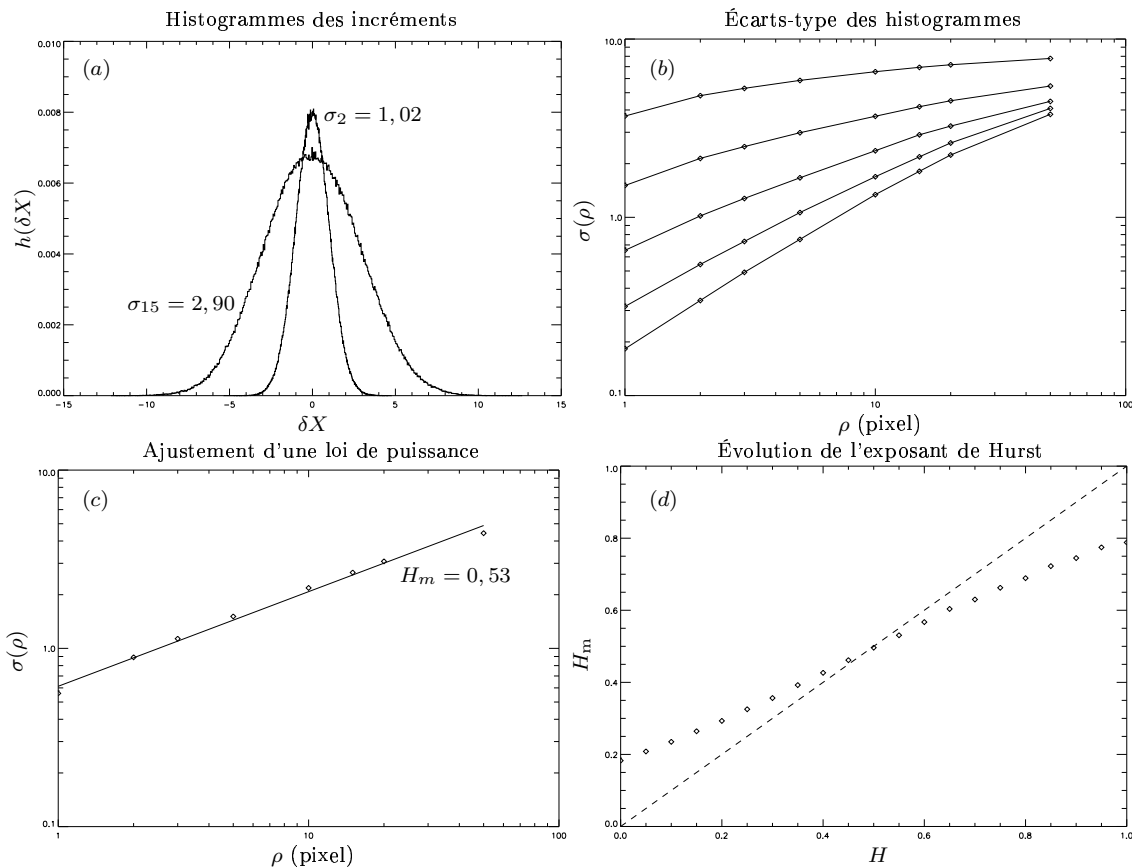 Histogrammes des incréments
(a)
σ₂ = 1, 02
σ₁₅ = 2, 90
h(δX)
0.010
0.008
0.006
0.004
0.002
0.000
-15 -10 -5 0 5 10 15
δX
Écarts-type des histogrammes
(b)
σ(ρ)
10.0
1.0
0.1
1 10 100
ρ (pixel)
Ajustement d'une loi de puissance
(c)
Hₘ = 0, 53
σ(ρ)
10.0
1.0
0.1
1 10 100
ρ (pixel)
Évolution de l'exposant de Hurst
(d)
Hₘ
1.0
0.8
0.6
0.4
0.2
0.0
0.0 0.2 0.4 0.6 0.8 1.0
H